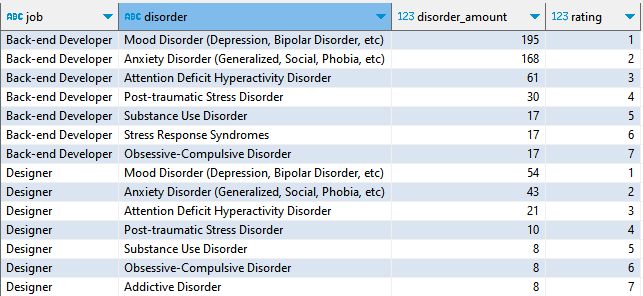 ABC job ABC disorder 123 disorder_amount 123 rating
Back-end Developer Mood Disorder (Depression, Bipolar Disorder, etc) 195 1
Back-end Developer Anxiety Disorder (Generalized, Social, Phobia, etc) 168 2
Back-end Developer Attention Deficit Hyperactivity Disorder 61 3
Back-end Developer Post-traumatic Stress Disorder 30 4
Back-end Developer Substance Use Disorder 17 5
Back-end Developer Stress Response Syndromes 17 6
Back-end Developer Obsessive-Compulsive Disorder 17 7
Designer Mood Disorder (Depression, Bipolar Disorder, etc) 54 1
Designer Anxiety Disorder (Generalized, Social, Phobia, etc) 43 2
Designer Attention Deficit Hyperactivity Disorder 21 3
Designer Post-traumatic Stress Disorder 10 4
Designer Substance Use Disorder 8 5
Designer Obsessive-Compulsive Disorder 8 6
Designer Addictive Disorder 8 7